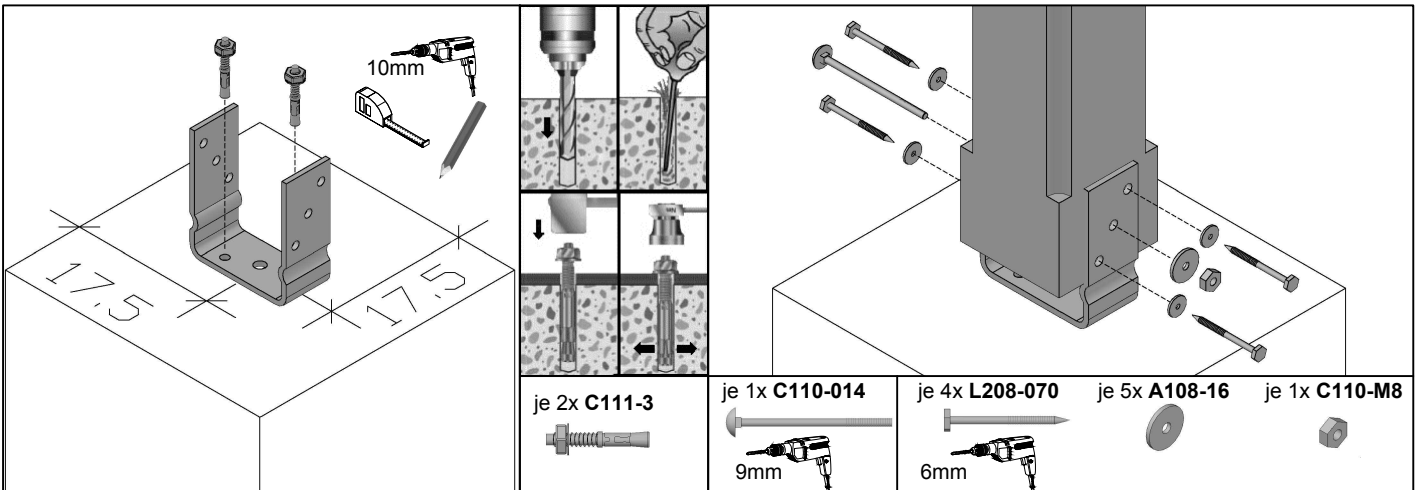 10mm
17.5
17.5
je 2x C111-3
je 1x C110-014
9mm
je 4x L208-070
6mm
je 5x A108-16
je 1x C110-M8